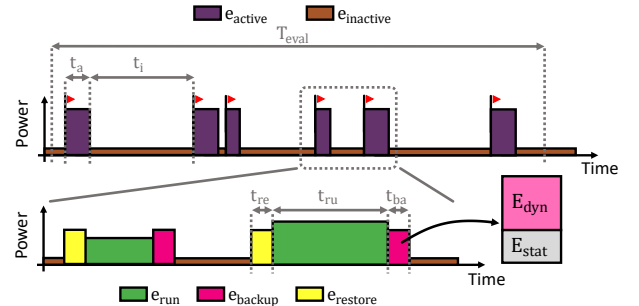 e_active e_inactive
T_eval
t_a t_i
Power
Time
t_re t_ru t_ba
E_dyn
E_stat
Power
Time
e_run e_backup e_restore